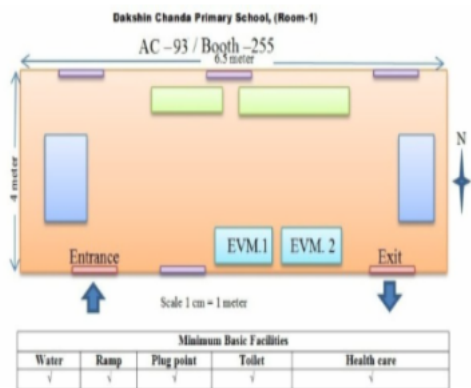 Dakshin Chanda Primary School, (Room-1)
AC –93 / Booth –255
6.5 meter
4 meter
N
EVM.1 EVM. 2
Entrance Exit
Scale 1 cm = 1 meter
Minimum Basic Facilities
Water Ramp Plug point Toilet Health care
√ √ √ √ √